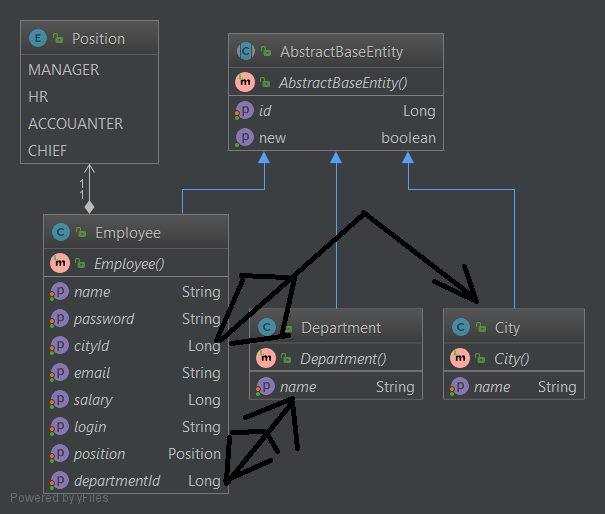 Position
MANAGER
HR
ACCOUANTER
CHIEF
AbstractBaseEntity
AbstractBaseEntity()
id Long
new boolean
1
1
Employee
Employee()
name String
password String
cityId Long
email String
salary Long
login String
position Position
departmentId Long
Department
Department()
name String
City
City()
name String
Powered by yFiles